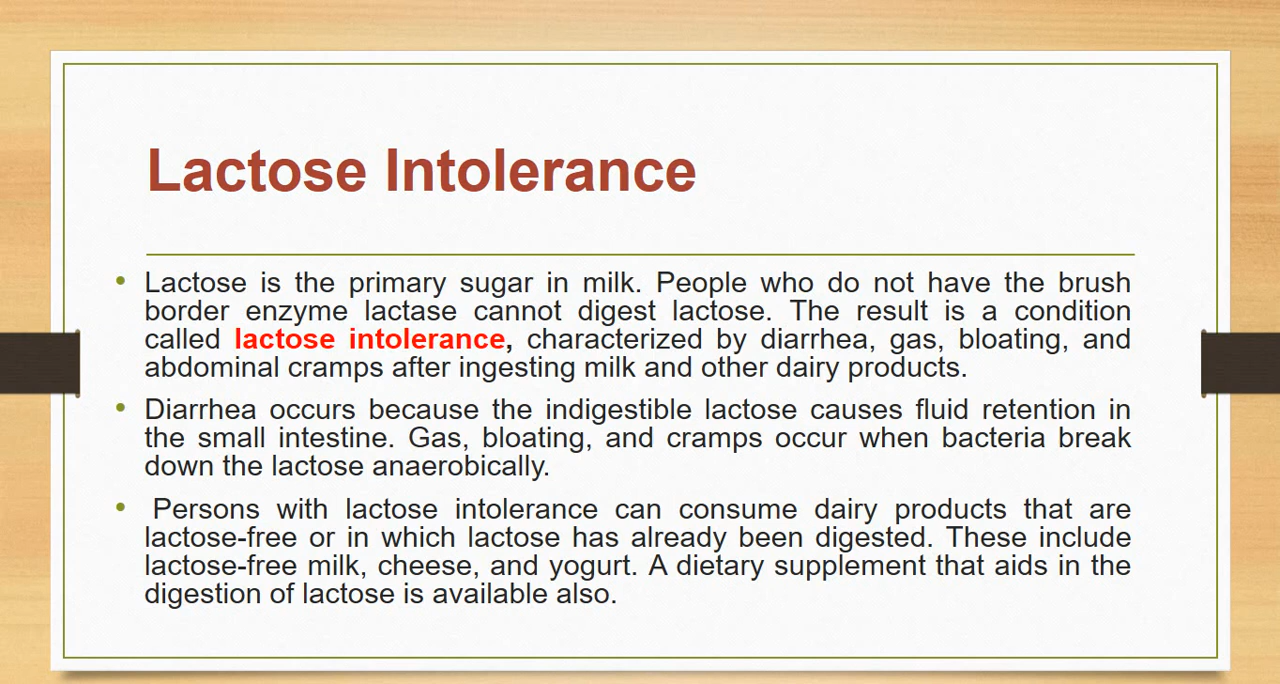 Lactose Intolerance
• Lactose is the primary sugar in milk. People who do not have the brush
border enzyme lactase cannot digest lactose. The result is a condition
called lactose intolerance, characterized by diarrhea, gas, bloating, and
abdominal cramps after ingesting milk and other dairy products.
• Diarrhea occurs because the indigestible lactose causes fluid retention in
the small intestine. Gas, bloating, and cramps occur when bacteria break
down the lactose anaerobically.
• Persons with lactose intolerance can consume dairy products that are
lactose-free or in which lactose has already been digested. These include
lactose-free milk, cheese, and yogurt. A dietary supplement that aids in the
digestion of lactose is available also.